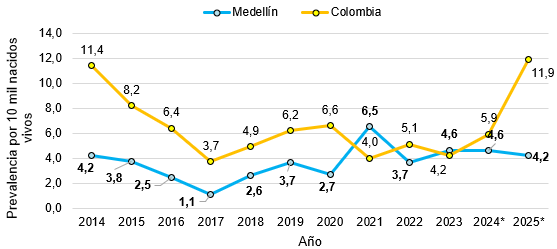 Medellín Colombia
Prevalencia por 10 mil nacidos
vivos
14,0
12,0
10,0
8,0
6,0
4,0
2,0
0,0
11,4 8,2 6,4 3,7 4,9 6,2 6,6 4,0 5,1 4,2 5,9 11,9
4,2 3,8 2,5 1,1 2,6 3,7 2,7 6,5 3,7 4,6 4,6 4,2
2014 2015 2016 2017 2018 2019 2020 2021 2022 2023 2024* 2025*
Año